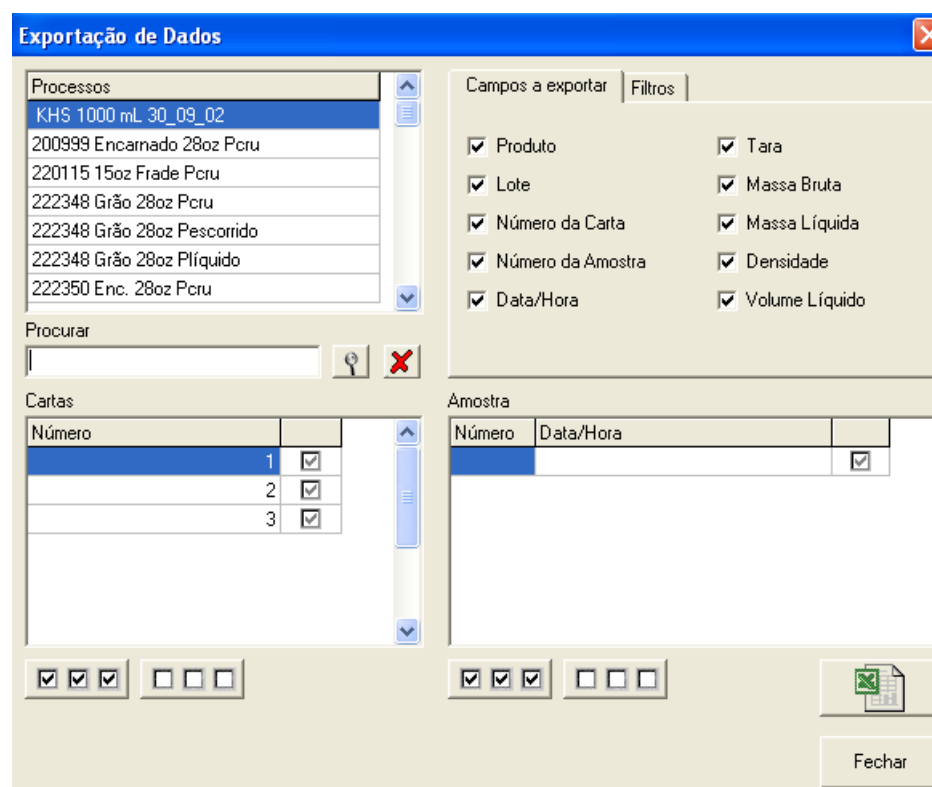 Exportação de Dados
Processos
KHS 1000 mL 30_09_02
200999 Encarnado 28oz Pcru
220115 15oz Frade Pcru
222348 Grão 28oz Pcru
222348 Grão 28oz Pescorrido
222348 Grão 28oz Plíquido
222350 Enc. 28oz Pcru
Procurar
Campos a exportar Filtros
Produto Tara
Lote Massa Bruta
Número da Carta Massa Líquida
Número da Amostra Densidade
Data/Hora Volume Líquido
Cartas
Número
1
2
3
Amostra
Número Data/Hora
Fechar